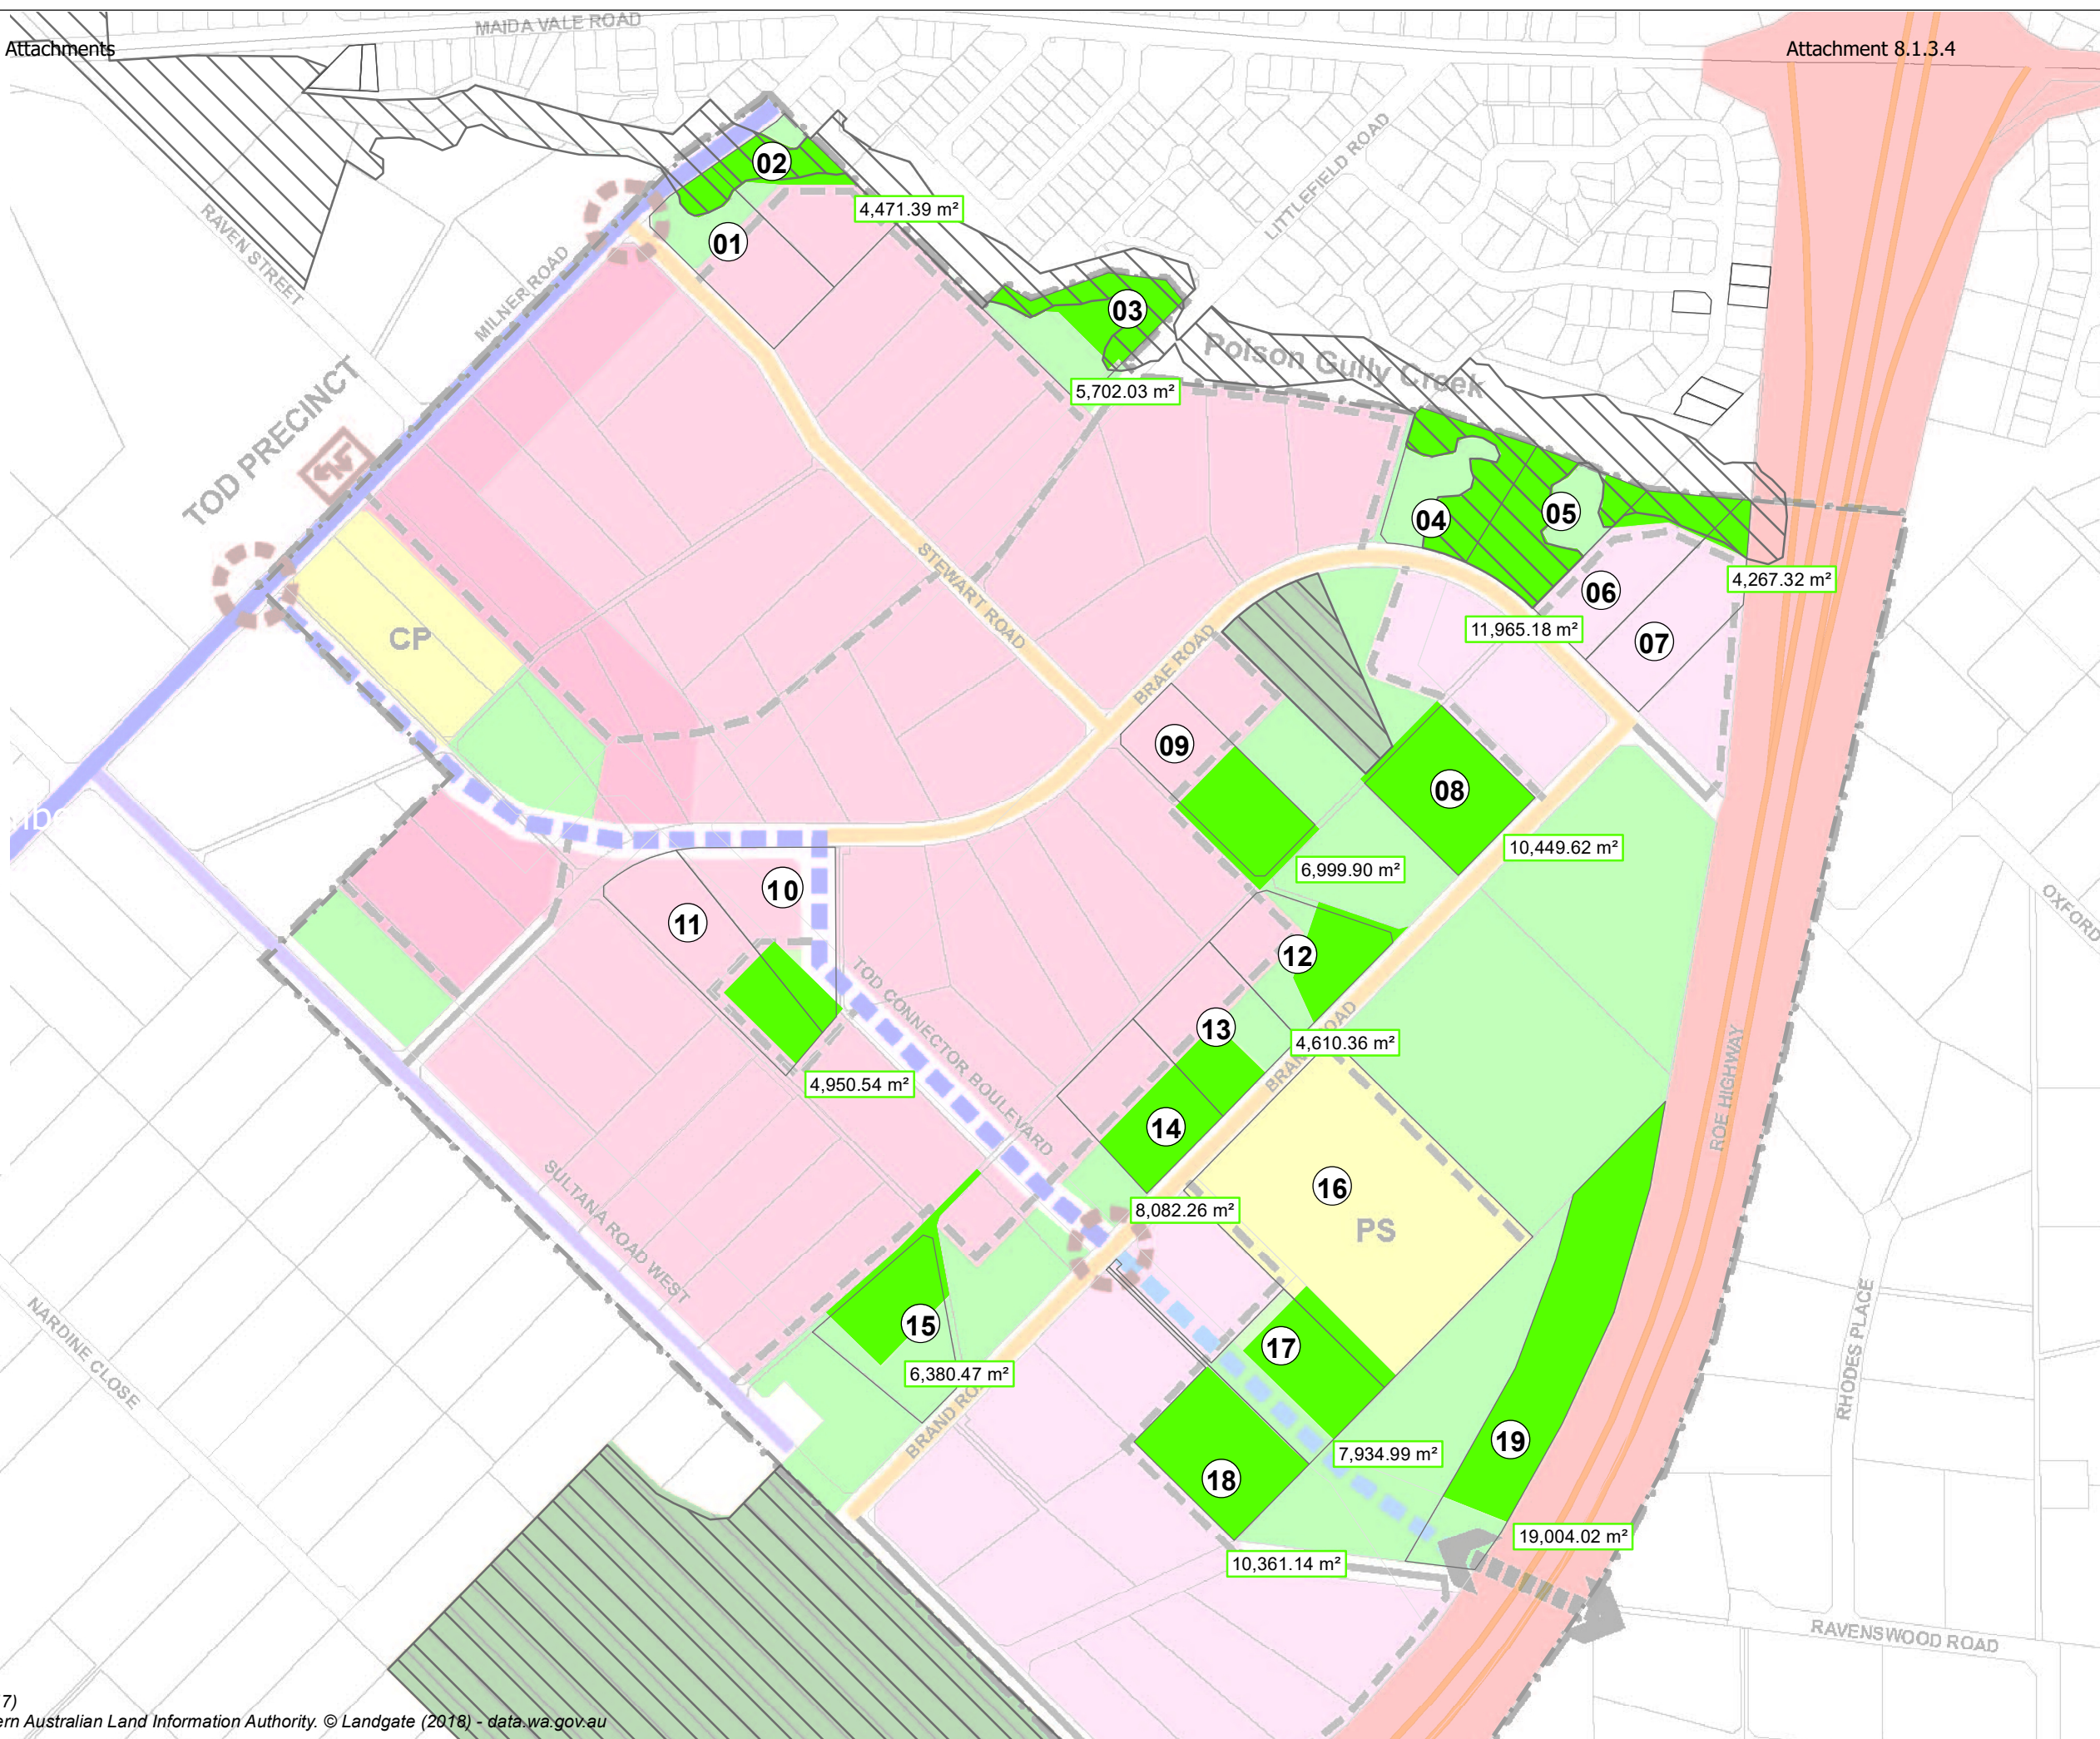 MAIDA VALE ROAD
Attachments
Attachment 8.1.3.4
02
4,471.39 m²
01
LITTLEFIELD ROAD
RAVEN STREET
MILNER ROAD
03
5,702.03 m²
Poison Gully Creek
TOD PRECINCT
04
05
4,267.32 m²
06
11,965.18 m²
07
STEWART ROAD
CP
BRAE ROAD
09
08
10,449.62 m²
6,999.90 m²
10
11
OXFORD
12
TOD CONNECTOR BOULEVARD
13
4,610.36 m²
BRAND ROAD
4,950.54 m²
14
ROE HIGHWAY
16
PS
8,082.26 m²
SULTANA ROAD WEST
15
6,380.47 m²
17
NARDINE CLOSE
RHODES PLACE
BRAND ROAD
7,934.99 m²
19
18
19,004.02 m²
10,361.14 m²
RAVENSWOOD ROAD
7)
ern Australian Land Information Authority. © Landgate (2018) - data.wa.gov.au